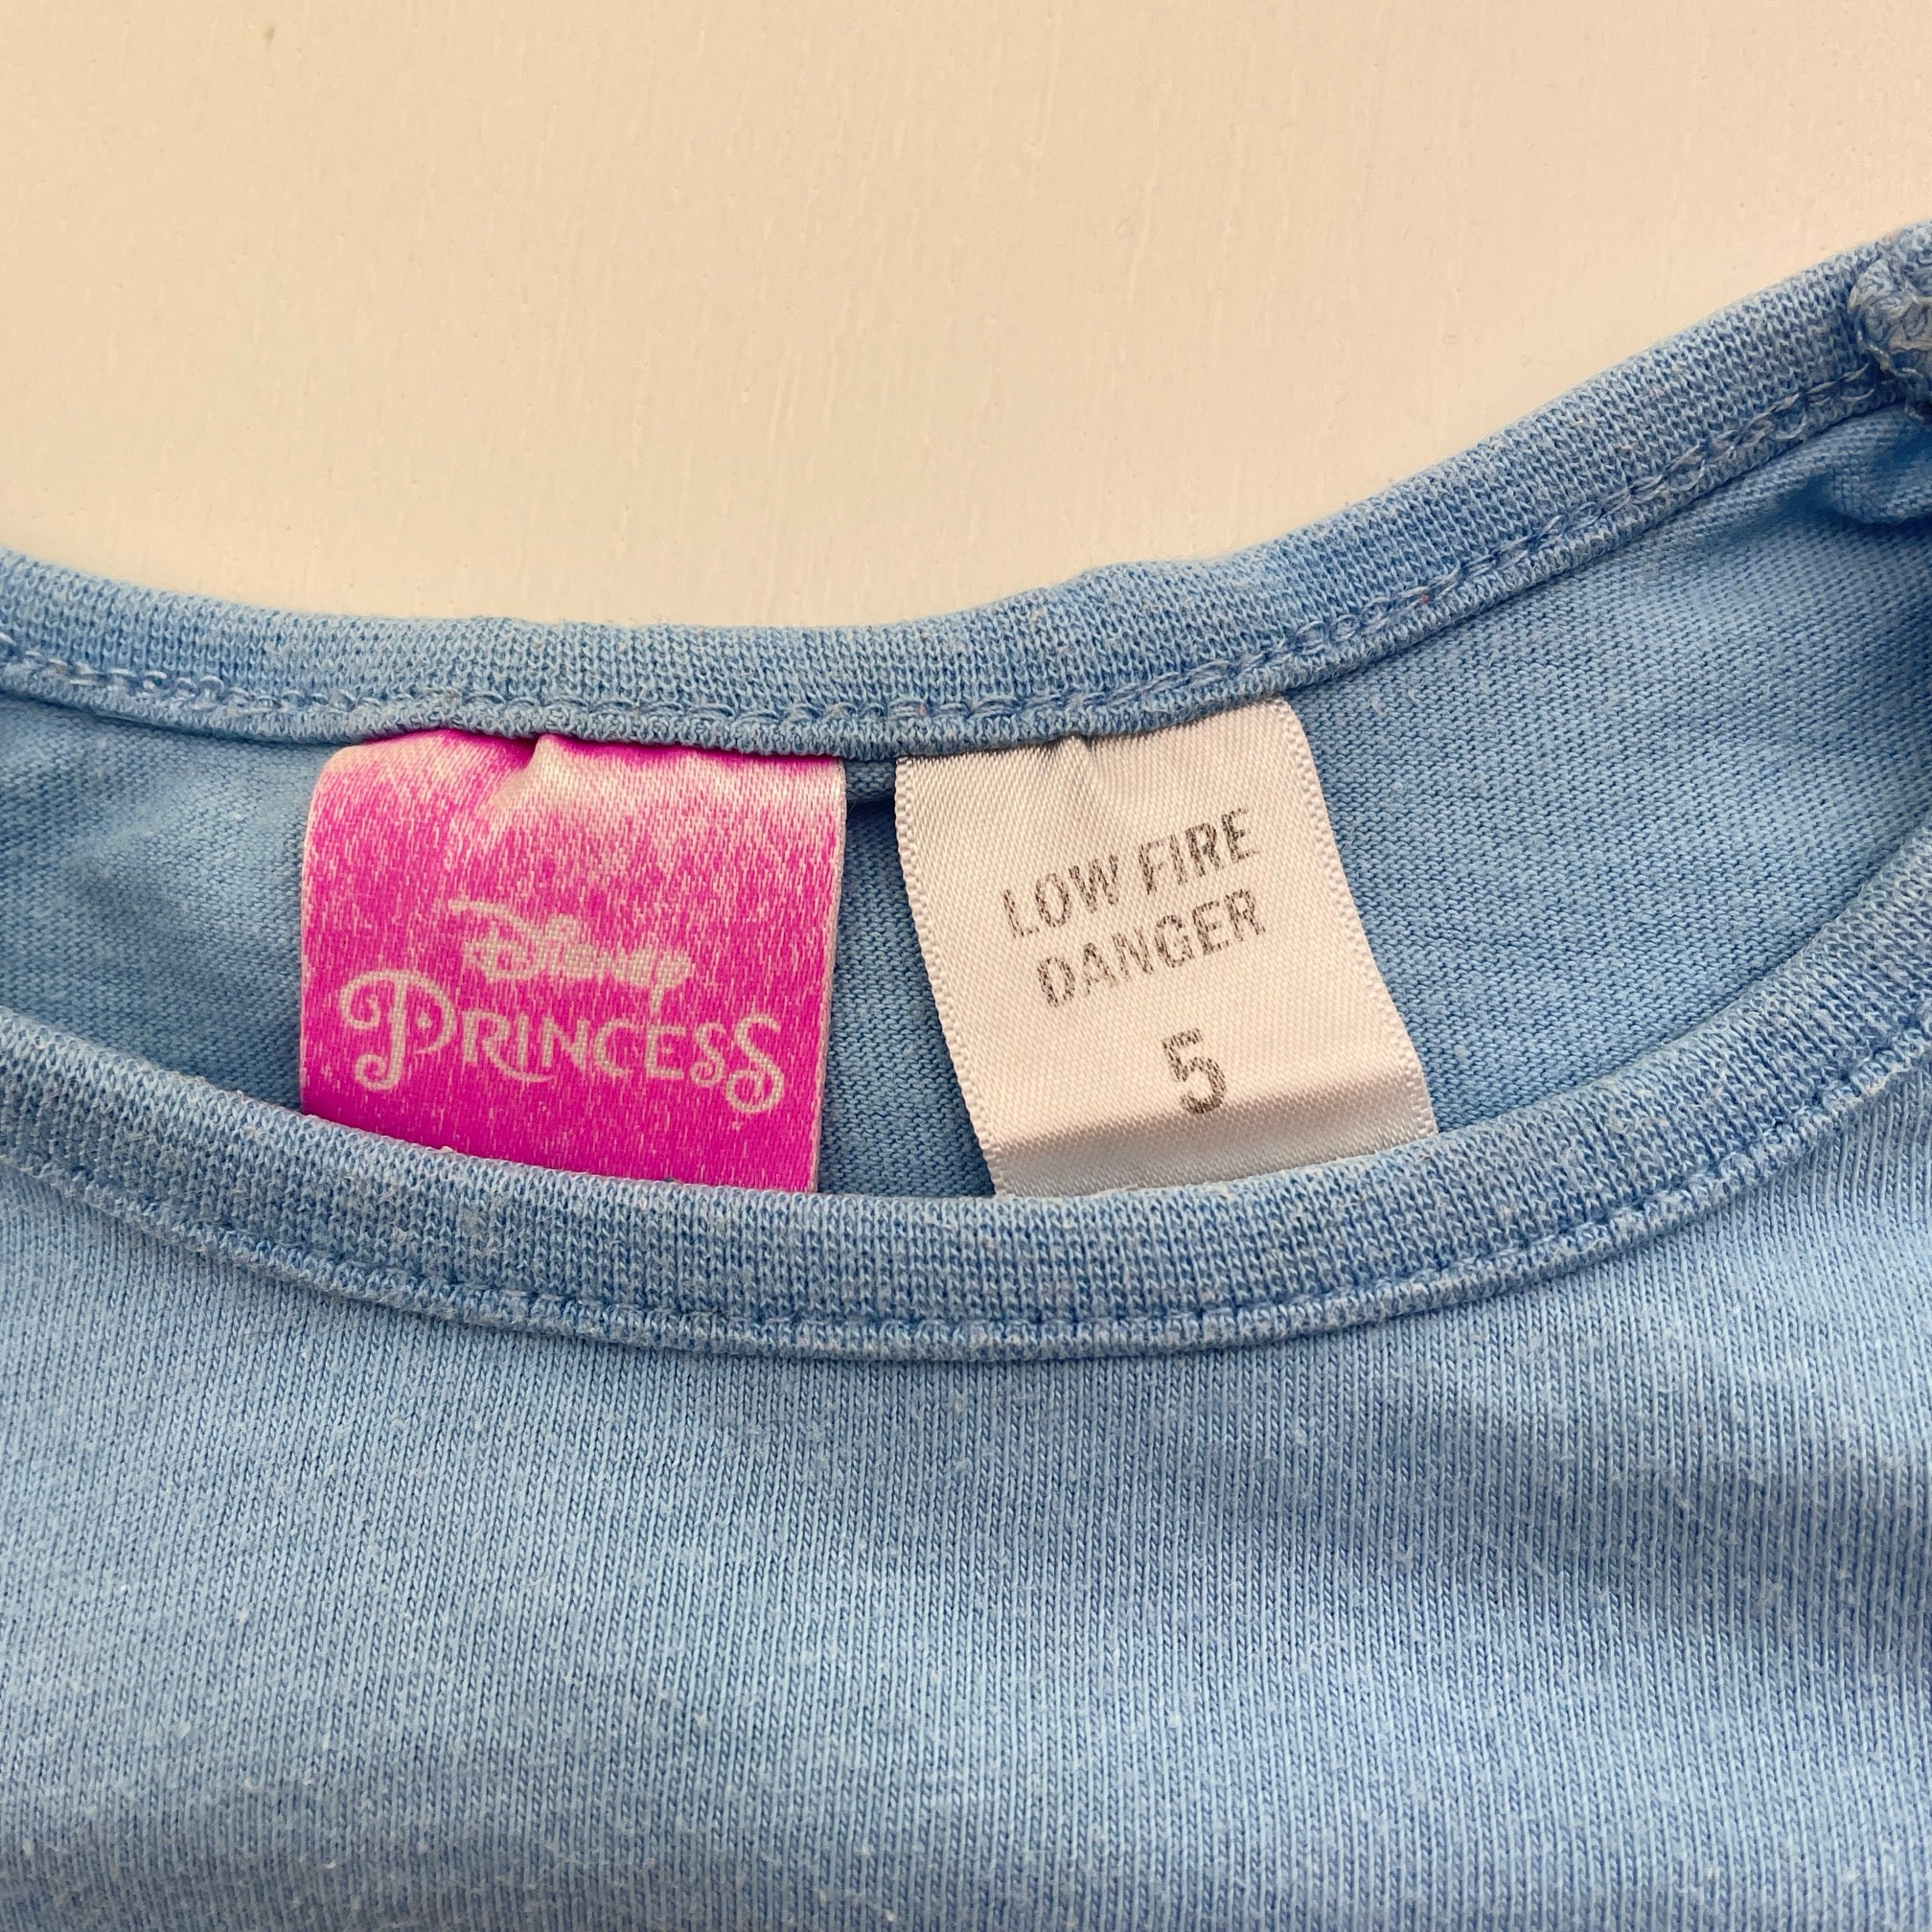 Disney
PRINCESS
LOW FIRE
DANGER
5